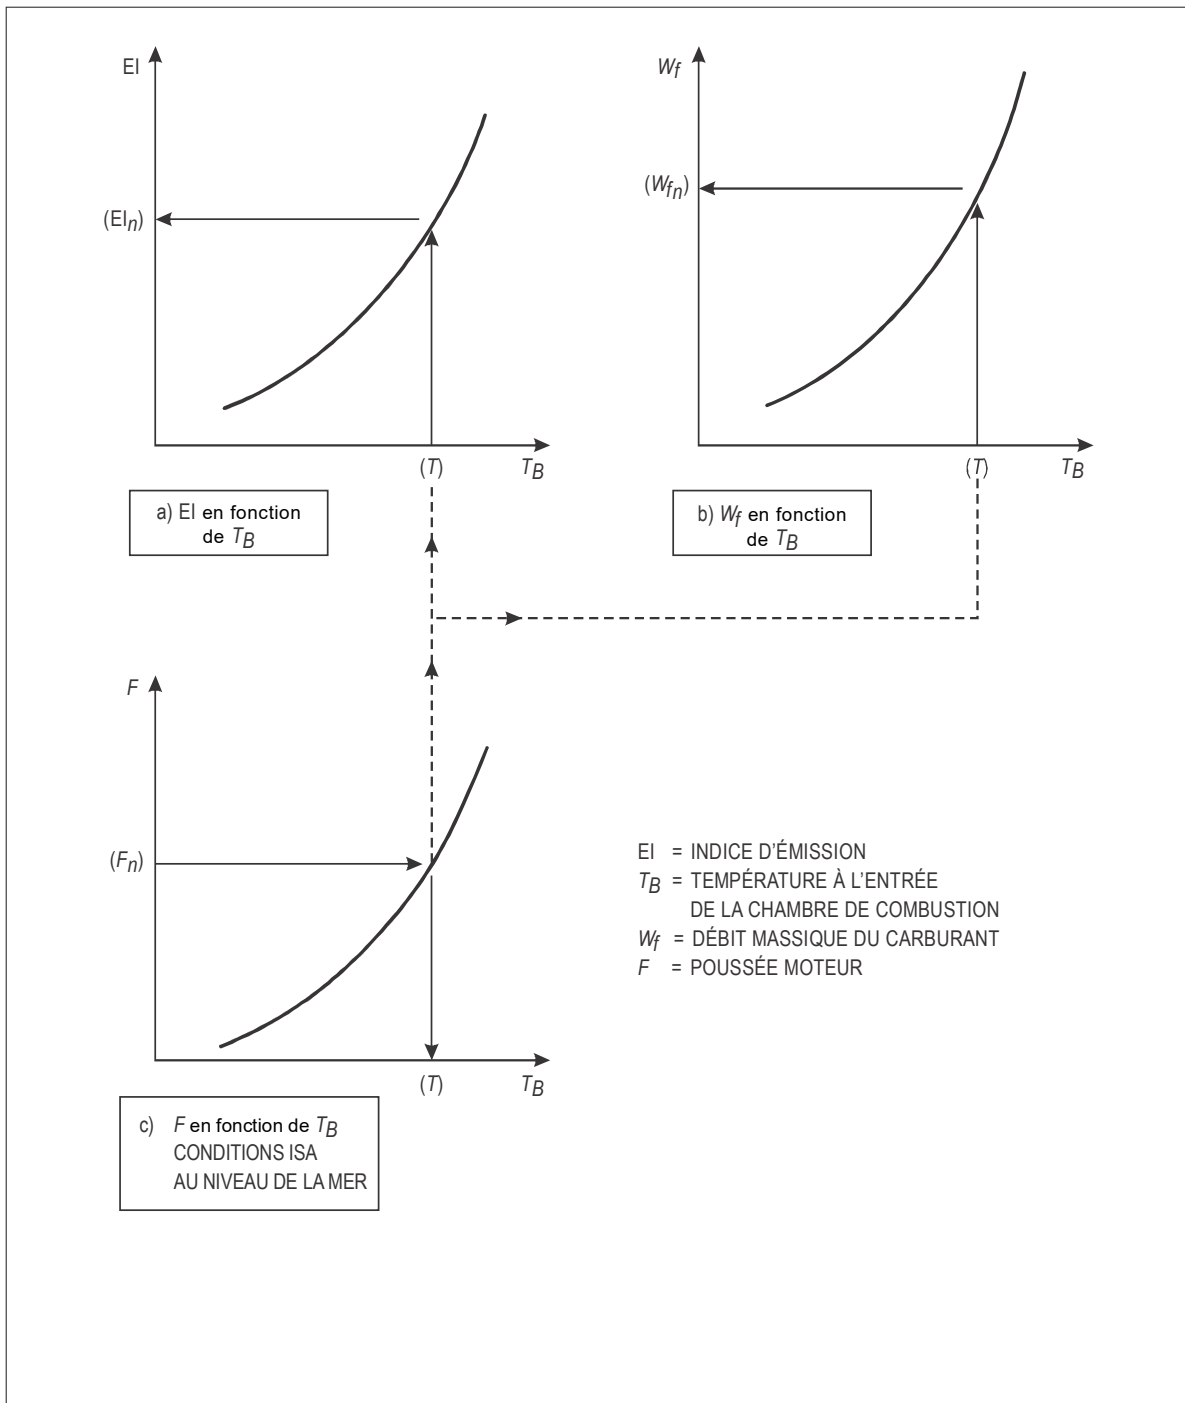 EI
(EIn)
(T)
TB
a) EI en fonction
de TB
Wf
(Wfn)
(T)
TB
b) Wf en fonction
de TB
F
(Fn)
(T)
TB
c) F en fonction de TB
CONDITIONS ISA
AU NIVEAU DE LA MER
EI = INDICE D'ÉMISSION
TB = TEMPÉRATURE À L'ENTRÉE
DE LA CHAMBRE DE COMBUSTION
Wf = DÉBIT MASSIQUE DU CARBURANT
F = POUSSÉE MOTEUR